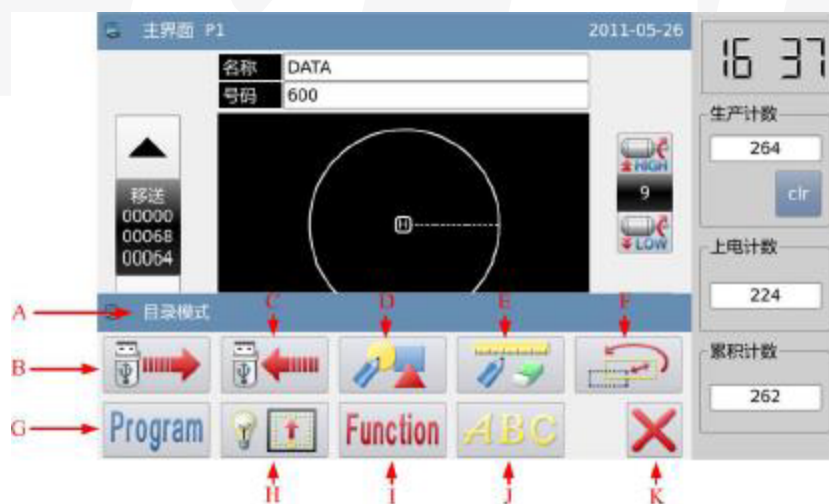 主界面 P1 2011-05-26
16 37
名称 DATA
号码 600
生产计数
264
clr
移送
00000
00068
00064
HIGH
9
LOW
H
上电计数
224
A 目录模式 C D E F
B
累积计数
262
G Program Function ABC
H I J K